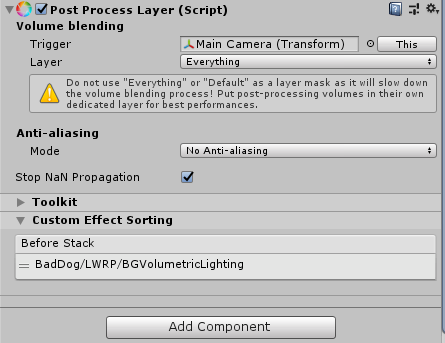 Post Process Layer (Script)
Volume blending
Trigger Main Camera (Transform) This
Layer Everything
Do not use "Everything" or "Default" as a layer mask as it will slow down
the volume blending process! Put post-processing volumes in their own
dedicated layer for best performances.
Anti-aliasing
Mode No Anti-aliasing
Stop NaN Propagation
Toolkit
Custom Effect Sorting
Before Stack
BadDog/LWRP/BGVolumetricLighting
Add Component